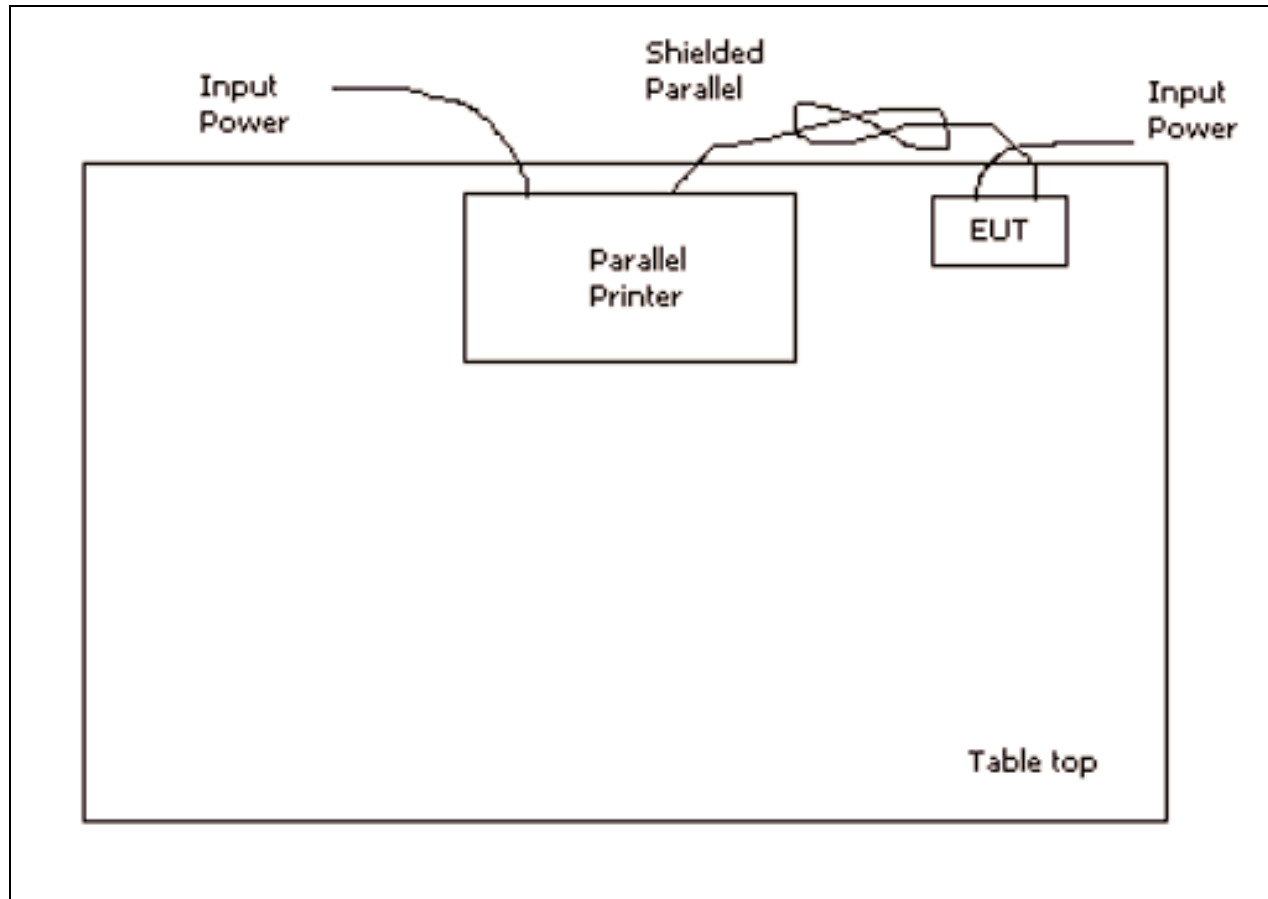 Input
Power
Shielded
Parallel
Input
Power
EUT
Parallel
Printer
Table top